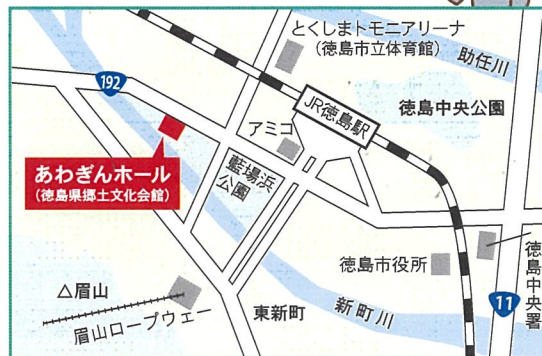 とくしまトモニアリーナ
(徳島市立体育館)
助任川
192
JR徳島駅
徳島中央公園
アミコ
あわぎんホール
(徳島県郷土文化会館)
藍場浜
公園
徳島市役所
徳島中央署
11
△眉山
眉山ロープウェー
東新町
新町川